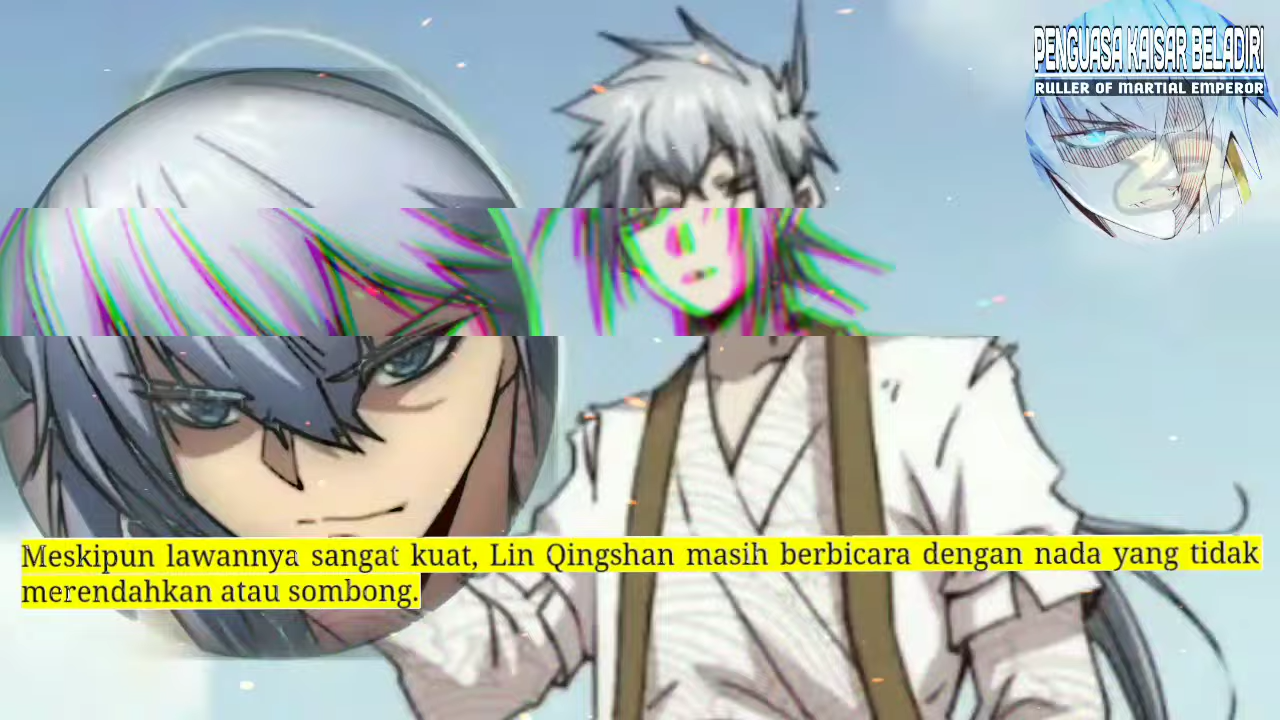 PENGUASA KAISAR BELADIRI
RULLER OF MARTIAL EMPEROR
Meskipun lawannya sangat kuat, Lin Qingshan masih berbicara dengan nada yang tidak
merendahkan atau sombong.